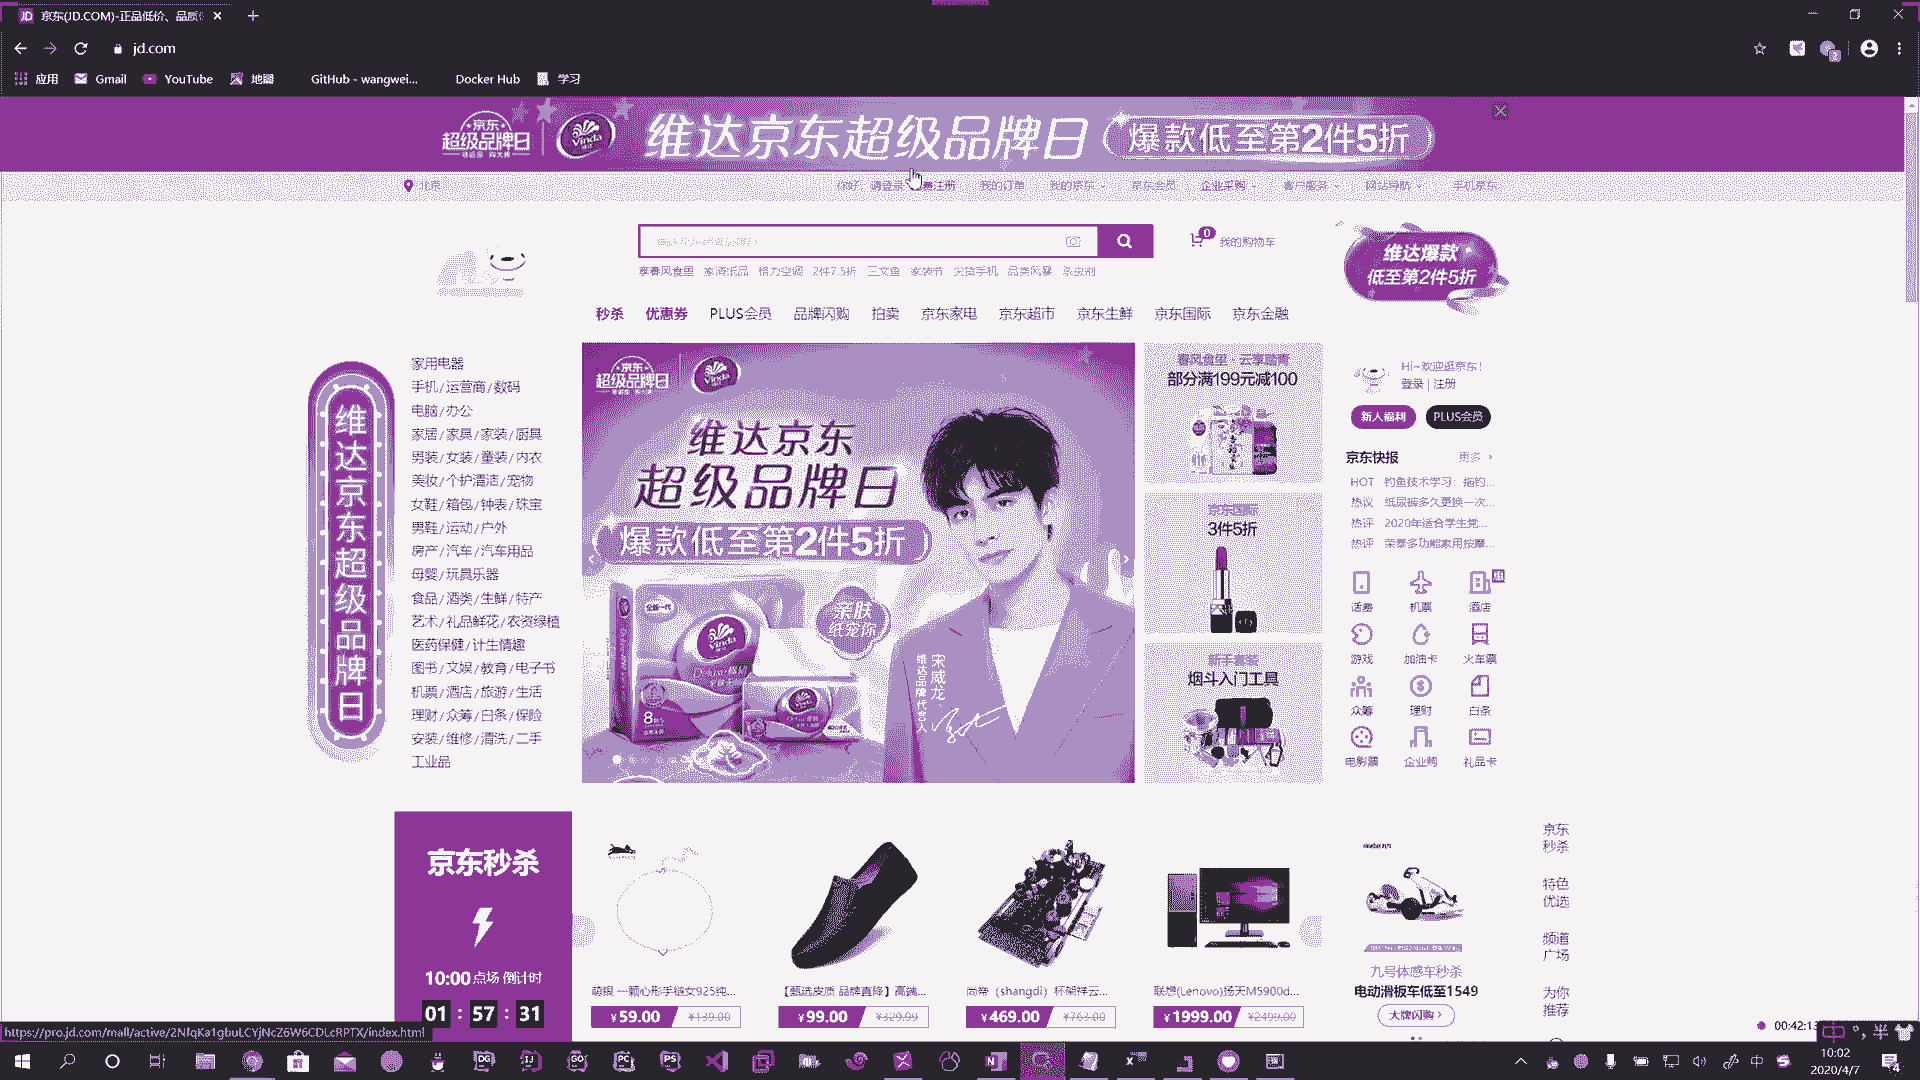 京东(JD.COM)-正品低价、品质
jd.com
应用 Gmail YouTube 地图 GitHub - wangwei... Docker Hub 学习
京东 超级品牌日 Vinda 维达京东超级品牌日 爆款低至第2件5折
北京 你好，请登录 免费注册 我的订单 我的京东 京东会员 企业采购 客户服务 网站导航 手机京东
0 我的购物车
享春风食里 家清纸品 格力空调 2件7.5折 三文鱼 家装节 尖货手机 品类风暴 杀虫剂
维达爆款
低至第2件5折
秒杀 优惠券 PLUS会员 品牌闪购 拍卖 京东家电 京东超市 京东生鲜 京东国际 京东金融
维达京东超级品牌日
家用电器
手机/运营商/数码
电脑/办公
家居/家具/家装/厨具
男装/女装/童装/内衣
美妆/个护清洁/宠物
女鞋/箱包/钟表/珠宝
男鞋/运动/户外
房产/汽车/汽车用品
母婴/玩具乐器
食品/酒类/生鲜/特产
艺术/礼品鲜花/农资绿植
医药保健/计生情趣
图书/文娱/教育/电子书
机票/酒店/旅游/生活
理财/众筹/白条/保险
安装/维修/清洗/二手
工业品
京东
超级品牌日 Vinda
维达京东
超级品牌日
爆款低至第2件5折
亲肤
纸宠你
Vinda
8
宋威龙
维达品牌代言人
部分满199元减100
京东国际
3件5折
新手套装
烟斗入门工具
Hi~欢迎逛京东！
登录 | 注册
新人福利 PLUS会员
京东快报 更多 >
HOT 钓鱼技术学习：拖钓...
热议 纸尿裤多久更换一次...
热评 2020年适合学生党...
热评 荣泰多功能家用按摩...
话费 机票 酒店
游戏 加油卡 火车票
众筹 理财 白条
电影票 企业购 礼品卡
京东秒杀
10:00点场 倒计时
01 : 57 : 31
萌银 一颗心形手链女925纯...
¥59.00 ¥139.00
【甄选皮质 品牌直降】高端...
¥99.00 ¥329.99
尚帝（shangdi）杯架祥云...
¥469.00 ¥763.00
联想(Lenovo)扬天M5900d...
¥1999.00 ¥2499.00
九号体感车秒杀
电动滑板车低至1549
大牌闪购 >
京东
秒杀
特色
优选
频道
广场
为你
推荐
https://pro.jd.com/mall/active/2NfqKa1gbuLCYjNcZ6W6CDLcRPTX/index.html
00:42:13
中 半
DG IJ GO PC PS N
中 10:02
2020/4/7
4